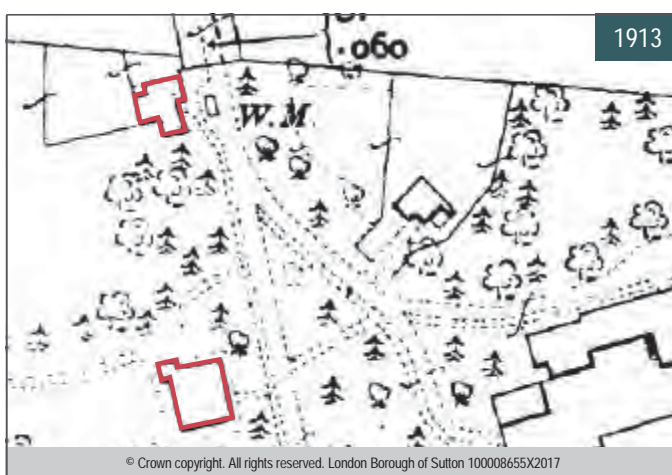 1913
.060
W.M
© Crown copyright. All rights reserved. London Borough of Sutton 100008655X2017